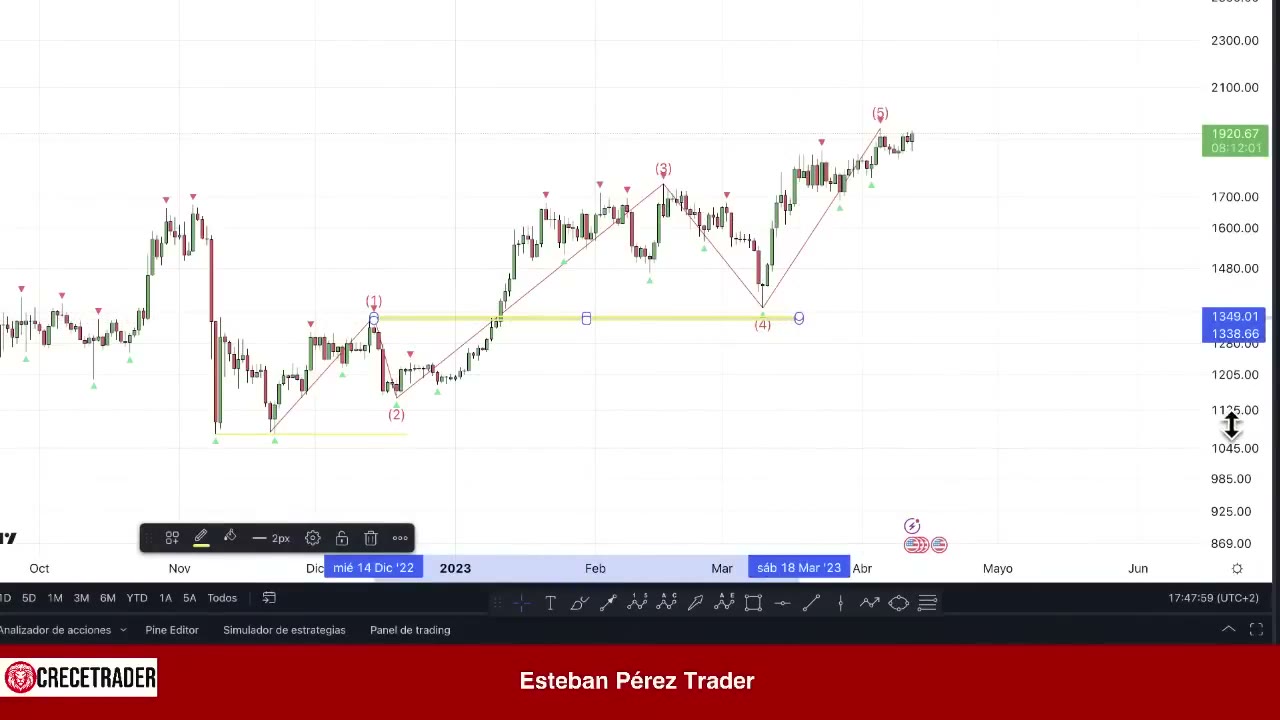 2300.00
2100.00
(5)
1920.67
08:12:01
(3)
1700.00
1600.00
1480.00
(1)
1349.01
(4)
1338.66
1280.00
1205.00
(2)
1125.00
1045.00
985.00
925.00
2px
869.00
Oct
Nov
Dic
mié 14 Dic '22
2023
Feb
Mar
sáb 18 Mar '23
Abr
Mayo
Jun
1D
5D
1M
3M
6M
YTD
1A
5A
Todos
17:47:59 (UTC+2)
Analizador de acciones
Pine Editor
Simulador de estrategias
Panel de trading
CRECETRADER
Esteban Pérez Trader